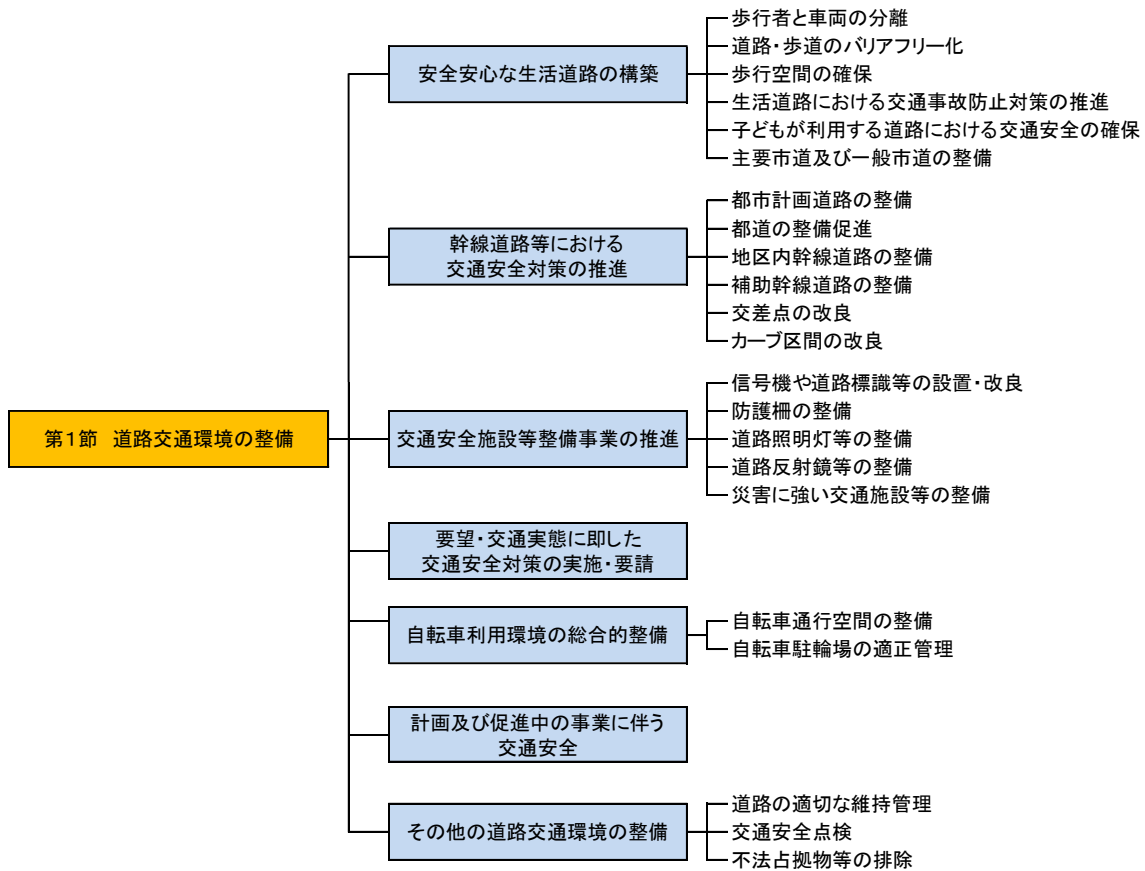 第1節 道路交通環境の整備
安全安心な生活道路の構築
歩行者と車両の分離
道路・歩道のバリアフリー化
歩行空間の確保
生活道路における交通事故防止対策の推進
子どもが利用する道路における交通安全の確保
主要市道及び一般市道の整備
幹線道路等における
交通安全対策の推進
都市計画道路の整備
都道の整備促進
地区内幹線道路の整備
補助幹線道路の整備
交差点の改良
カーブ区間の改良
交通安全施設等整備事業の推進
信号機や道路標識等の設置・改良
防護柵の整備
道路照明灯等の整備
道路反射鏡等の整備
災害に強い交通施設等の整備
要望・交通実態に即した
交通安全対策の実施・要請
自転車利用環境の総合的整備
自転車通行空間の整備
自転車駐輪場の適正管理
計画及び促進中の事業に伴う
交通安全
その他の道路交通環境の整備
道路の適切な維持管理
交通安全点検
不法占拠物等の排除